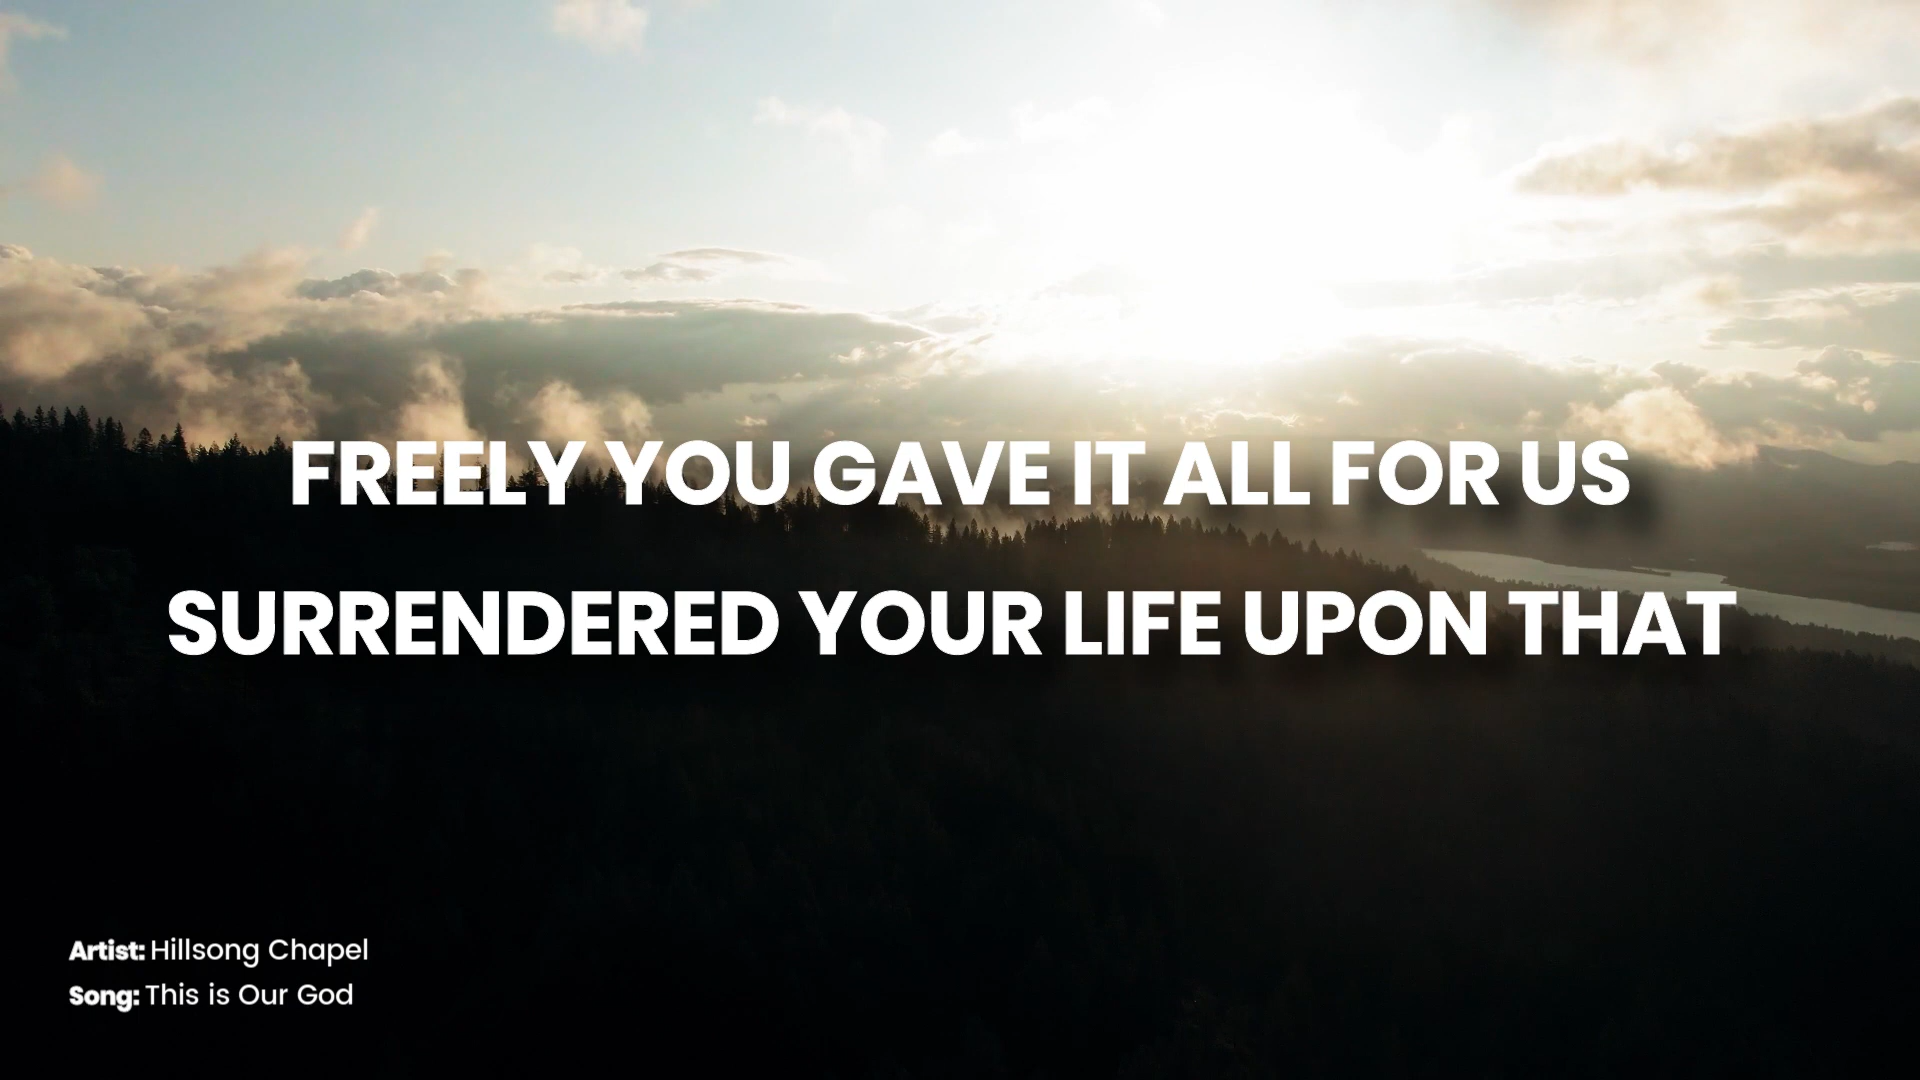 FREELY YOU GAVE IT ALL FOR US
SURRENDERED YOUR LIFE UPON THAT
Artist: Hillsong Chapel
Song: This is Our God